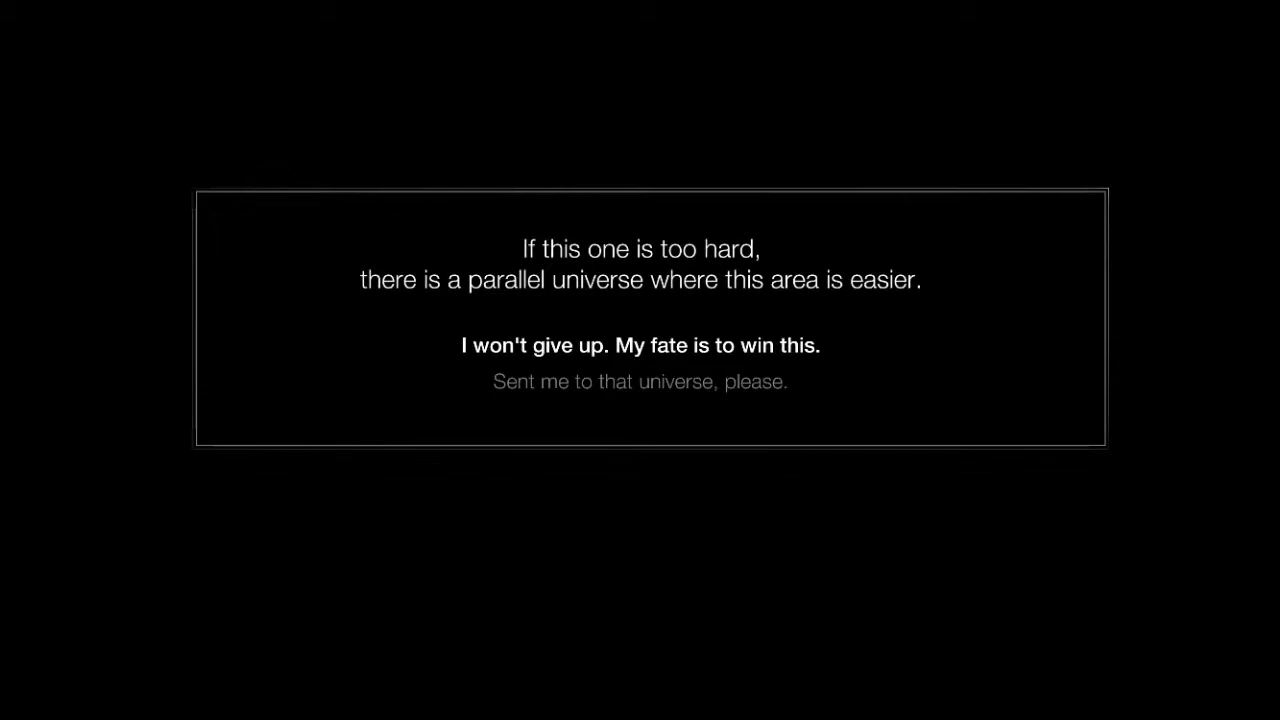 If this one is too hard,
there is a parallel universe where this area is easier.
I won't give up. My fate is to win this.
Sent me to that universe, please.